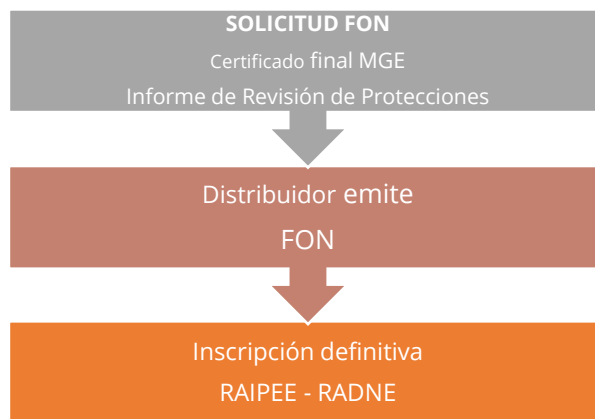 SOLICITUD FON
Certificado final MGE
Informe de Revisión de Protecciones
Distribuidor emite
FON
Inscripción definitiva
RAIPEE - RADNE